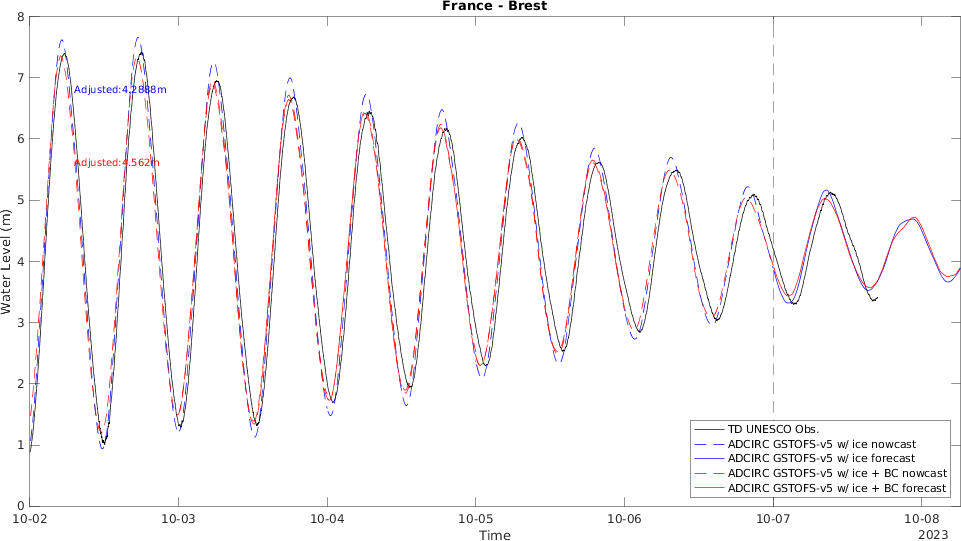 France - Brest
8
7
6
5
4
3
2
1
0
Water Level (m)
Adjusted:4.2888m
Adjusted:4.562m
TD UNESCO Obs.
ADCIRC GSTOFS-v5 w/ ice nowcast
ADCIRC GSTOFS-v5 w/ ice forecast
ADCIRC GSTOFS-v5 w/ ice + BC nowcast
ADCIRC GSTOFS-v5 w/ ice + BC forecast
10-02 10-03 10-04 10-05 10-06 10-07 10-08
Time
2023